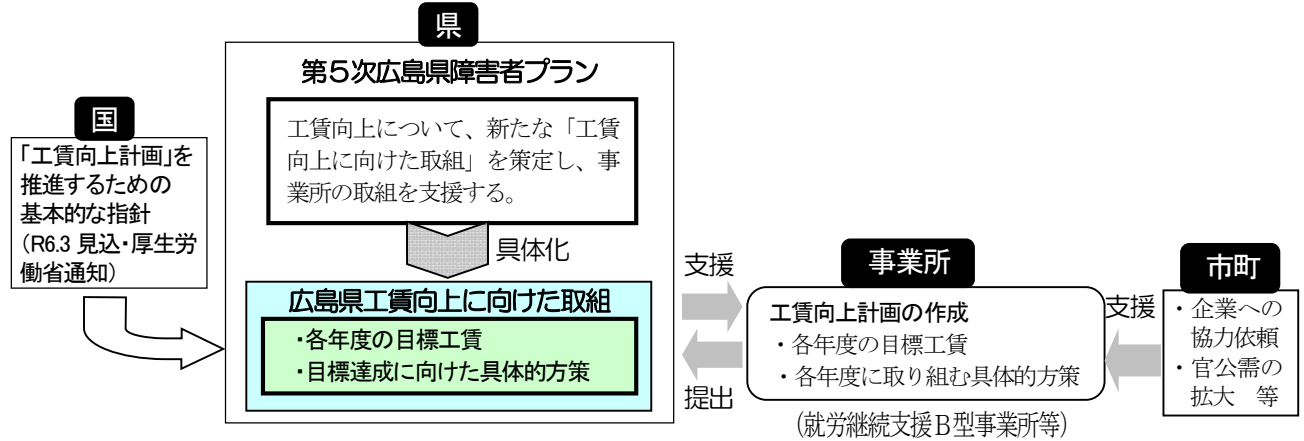 県
第5次広島県障害者プラン
工賃向上について、新たな「工賃
向上に向けた取組」を策定し、事
業所の取組を支援する。
具体化
広島県工賃向上に向けた取組
・各年度の目標工賃
・目標達成に向けた具体的方策
国
「工賃向上計画」を
推進するための
基本的な指針
(R6.3 見込・厚生労
働省通知)
支援
提出
事業所
工賃向上計画の作成
・各年度の目標工賃
・各年度に取り組む具体的方策
(就労継続支援B型事業所等)
支援
市町
・企業への
協力依頼
・官公需の
拡大　等